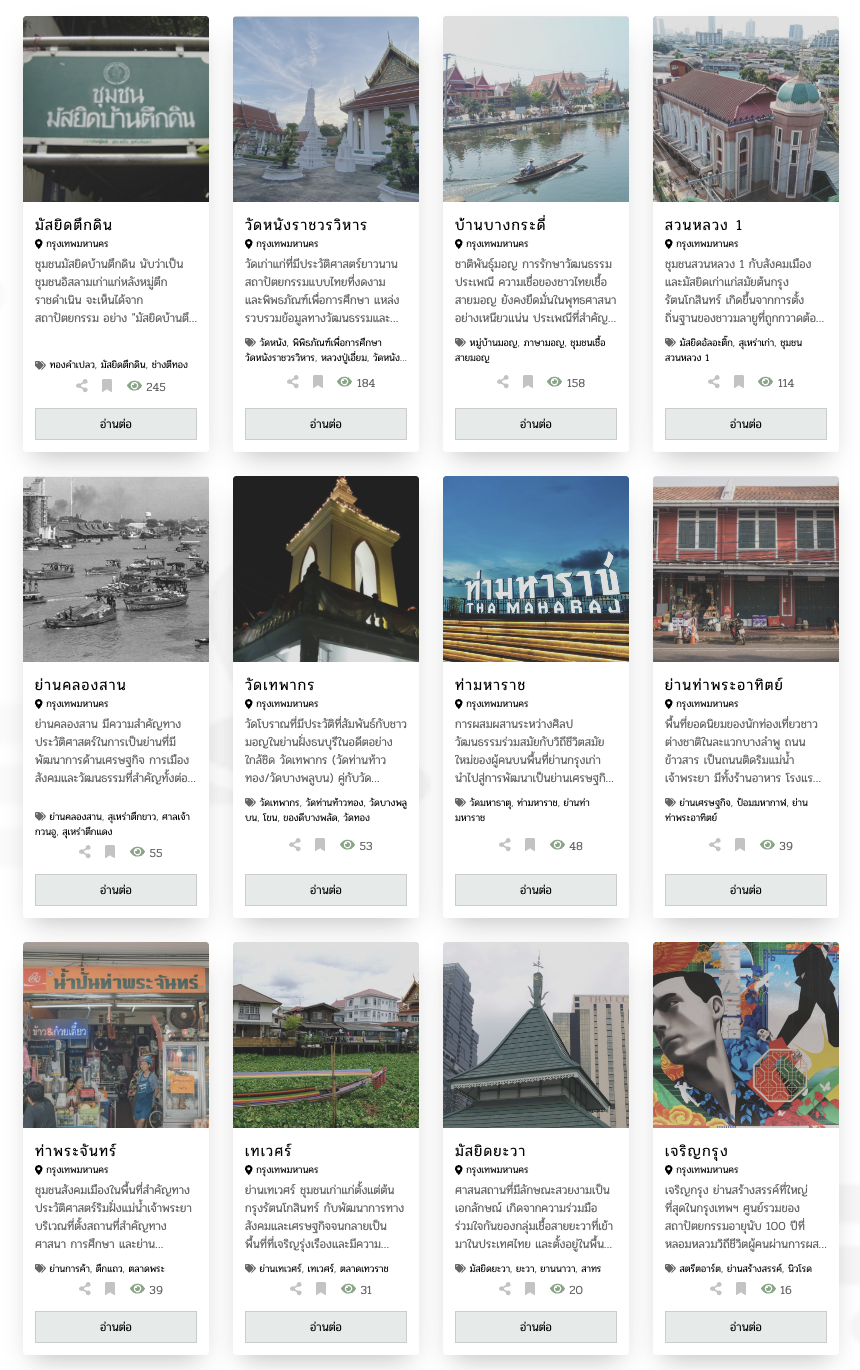 ชุมชน
มัสยิดบ้านตึกดิน
มัสยิดตึกดิน
กรุงเทพมหานคร
ชุมชนมัสยิดบ้านตึกดิน นับว่าเป็น
ชุมชนอิสลามเก่าแก่หลังหมู่ตึก
ราชดำเนิน จะเห็นได้จาก
สถาปัตยกรรม อย่าง "มัสยิดบ้านตึ...
ทองคำเปลว, มัสยิดตึกดิน, ช่างตีทอง
245
อ่านต่อ
วัดหนังราชวรวิหาร
กรุงเทพมหานคร
วัดเก่าแก่ที่มีประวัติศาสตร์ยาวนาน
สถาปัตยกรรมแบบไทยที่งดงาม
และพิพธภัณฑ์เพื่อการศึกษา แหล่ง
รวบรวมข้อมูลทางวัฒนธรรมและ...
วัดหนัง, พิพิธภัณฑ์เพื่อการศึกษา
วัดหนังราชวรวิหาร, หลวงปู่เอี่ยม, วัดหนัง...
184
อ่านต่อ
บ้านบางกระดี่
กรุงเทพมหานคร
ชาติพันธุ์มอญ การรักษาวัฒนธรรม
ประเพณี ความเชื่อของชาวไทยเชื้อ
สายมอญ ยังคงยึดมั่นในพุทธศาสนา
อย่างเหนียวแน่น ประเพณีที่สำคัญ...
หมู่บ้านมอญ, ภาษามอญ, ชุมชนเชื้อ
สายมอญ
158
อ่านต่อ
สวนหลวง 1
กรุงเทพมหานคร
ชุมชนสวนหลวง 1 กับสังคมเมือง
และมัสยิดเก่าแก่สมัยต้นกรุง
รัตนโกสินทร์ เกิดขึ้นจากการตั้ง
ถิ่นฐานของชาวมลายูที่ถูกกวาดต้อ...
มัสยิดอัลอะติ๊ก, สุเหร่าเก่า, ชุมชน
สวนหลวง 1
114
อ่านต่อ
ย่านคลองสาน
กรุงเทพมหานคร
ย่านคลองสาน มีความสำคัญทาง
ประวัติศาสตร์ในการเป็นย่านที่มี
พัฒนาการด้านเศรษฐกิจ การเมือง
สังคมและวัฒนธรรมที่สำคัญทั้งต่อ...
ย่านคลองสาน, สุเหร่าตึกขาว, ศาลเจ้า
กวนอู, สุเหร่าตึกแดง
55
อ่านต่อ
วัดเทพากร
กรุงเทพมหานคร
วัดโบราณที่มีประวัติที่สัมพันธ์กับชาว
มอญในย่านฝั่งธนบุรีในอดีตอย่าง
ใกล้ชิด วัดเทพากร (วัดท่านท้าว
ทอง/วัดบางพลูบน) คู่กับวัด...
วัดเทพากร, วัดท่านท้าวทอง, วัดบางพลู
บน, โขน, ของดีบางพลัด, วัดทอง
53
อ่านต่อ
ท่ามหาราช
THA MAHARAJ
ท่ามหาราช
กรุงเทพมหานคร
การผสมผสานระหว่างศิลป
วัฒนธรรมร่วมสมัยกับวิถีชีวิตสมัย
ใหม่ของผู้คนบนพื้นที่ย่านกรุงเก่า
นำไปสู่การพัฒนาเป็นย่านเศรษฐกิ...
วัดมหาธาตุ, ท่ามหาราช, ย่านท่า
มหาราช
48
อ่านต่อ
ย่านท่าพระอาทิตย์
กรุงเทพมหานคร
พื้นที่ยอดนิยมของนักท่องเที่ยวชาว
ต่างชาติในละแวกบางลำพู ถนน
ข้าวสาร เป็นถนนติดริมแม่น้ำ
เจ้าพระยา มีทั้งร้านอาหาร โรงแร...
ย่านเศรษฐกิจ, ป้อมมหากาฬ, ย่าน
ท่าพระอาทิตย์
39
อ่านต่อ
น้ำปั่นท่าพระจันทร์
ข้าว&ก๋วยเตี๋ยว
ท่าพระจันทร์
กรุงเทพมหานคร
ชุมชสังคมเมืองในพื้นที่สำคัญทาง
ประวัติศาสตร์ริมฝั่งแม่น้ำเจ้าพระยา
บริเวณที่ตั้งสถานที่สำคัญทาง
ศาสนา การศึกษา และย่าน...
ย่านการค้า, ตึกแถว, ตลาดพระ
39
อ่านต่อ
เทเวศร์
กรุงเทพมหานคร
ย่านเทเวศร์ ชุมชนเก่าแก่ตั้งแต่ต้น
กรุงรัตนโกสินทร์ กับพัฒนาการทาง
สังคมและเศรษฐกิจจนกลายเป็น
พื้นที่ที่เจริญรุ่งเรืองและมีความ...
ย่านเทเวศร์, เทเวศร์, ตลาดเทวราช
31
อ่านต่อ
มัสยิดยะวา
กรุงเทพมหานคร
ศาสนสถานที่มีลักษณะสวยงามเป็น
เอกลักษณ์ เกิดจากความร่วมมือ
ร่วมใจกันของกลุ่มเชื้อสายยะวาที่เข้า
มาในประเทศไทย และตั้งอยู่ในพื้น...
มัสยิดยะวา, ยะวา, ยานนาวา, สาทร
20
อ่านต่อ
เจริญกรุง
กรุงเทพมหานคร
เจริญกรุง ย่านสร้างสรรค์ที่ใหญ่
ที่สุดในกรุงเทพฯ ศูนย์รวมของ
สถาปัตยกรรมอายุนับ 100 ปีที่
หลอมหลวมวิถีชีวิตผู้คนผ่านการผส...
สตรีตอาร์ต, ย่านสร้างสรรค์, นิวโรด
16
อ่านต่อ